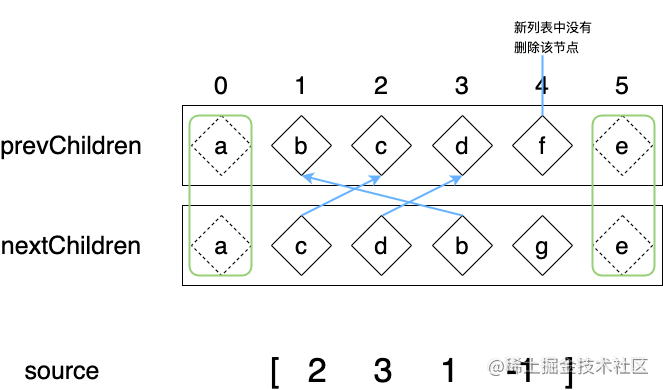 新列表中没有
删除该节点
0 1 2 3 4 5
prevChildren a b c d f e
nextChildren a c d b g e
source [ 2 3 1 -1 ]
@稀土掘金技术社区